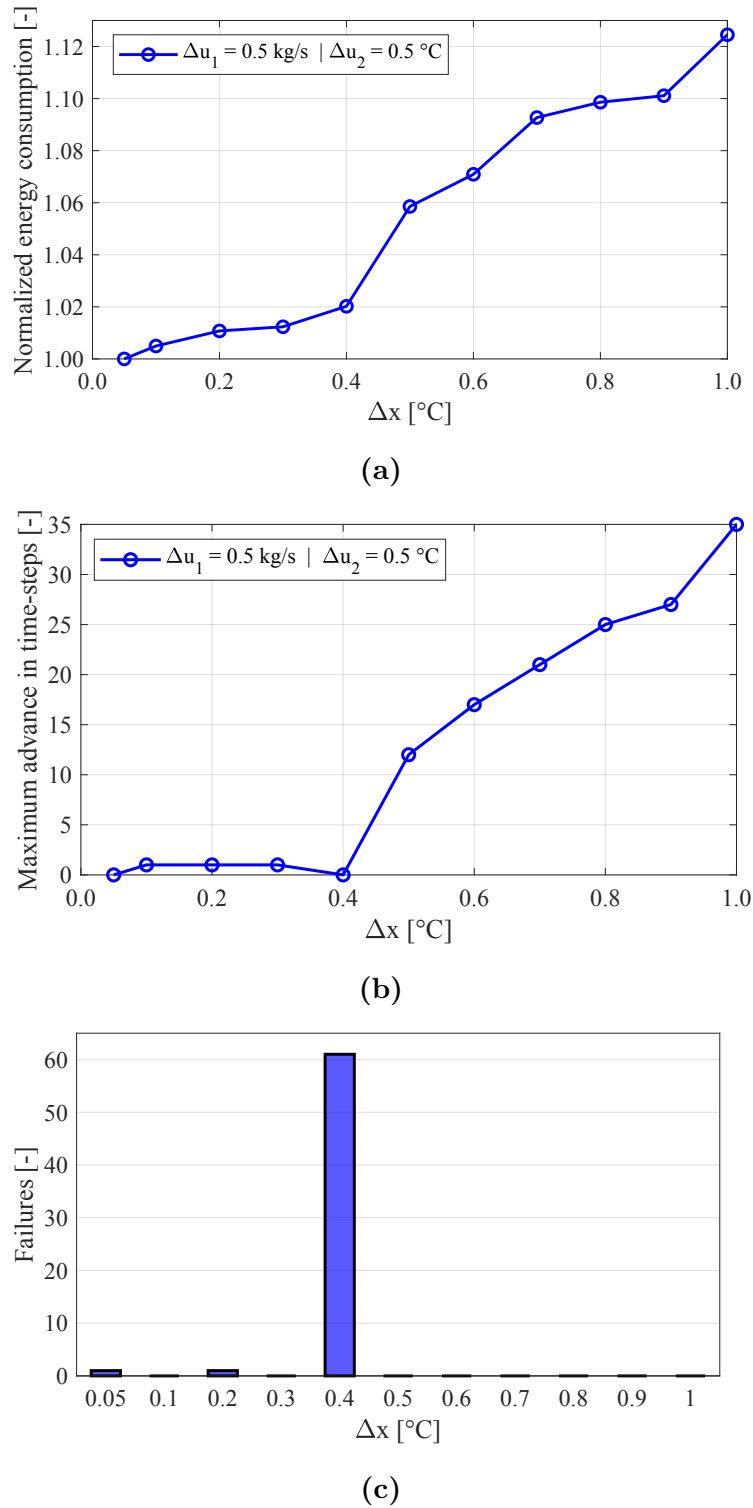 Normalized energy consumption [-]
Δu₁ = 0.5 kg/s | Δu₂ = 0.5 °C
1.12
1.10
1.08
1.06
1.04
1.02
1.00
0.0 0.2 0.4 0.6 0.8 1.0
Δx [°C]
(a)
Maximum advance in time-steps [-]
Δu₁ = 0.5 kg/s | Δu₂ = 0.5 °C
35
30
25
20
15
10
5
0
0.0 0.2 0.4 0.6 0.8 1.0
Δx [°C]
(b)
Failures [-]
60
50
40
30
20
10
0
0.05 0.1 0.2 0.3 0.4 0.5 0.6 0.7 0.8 0.9 1
Δx [°C]
(c)